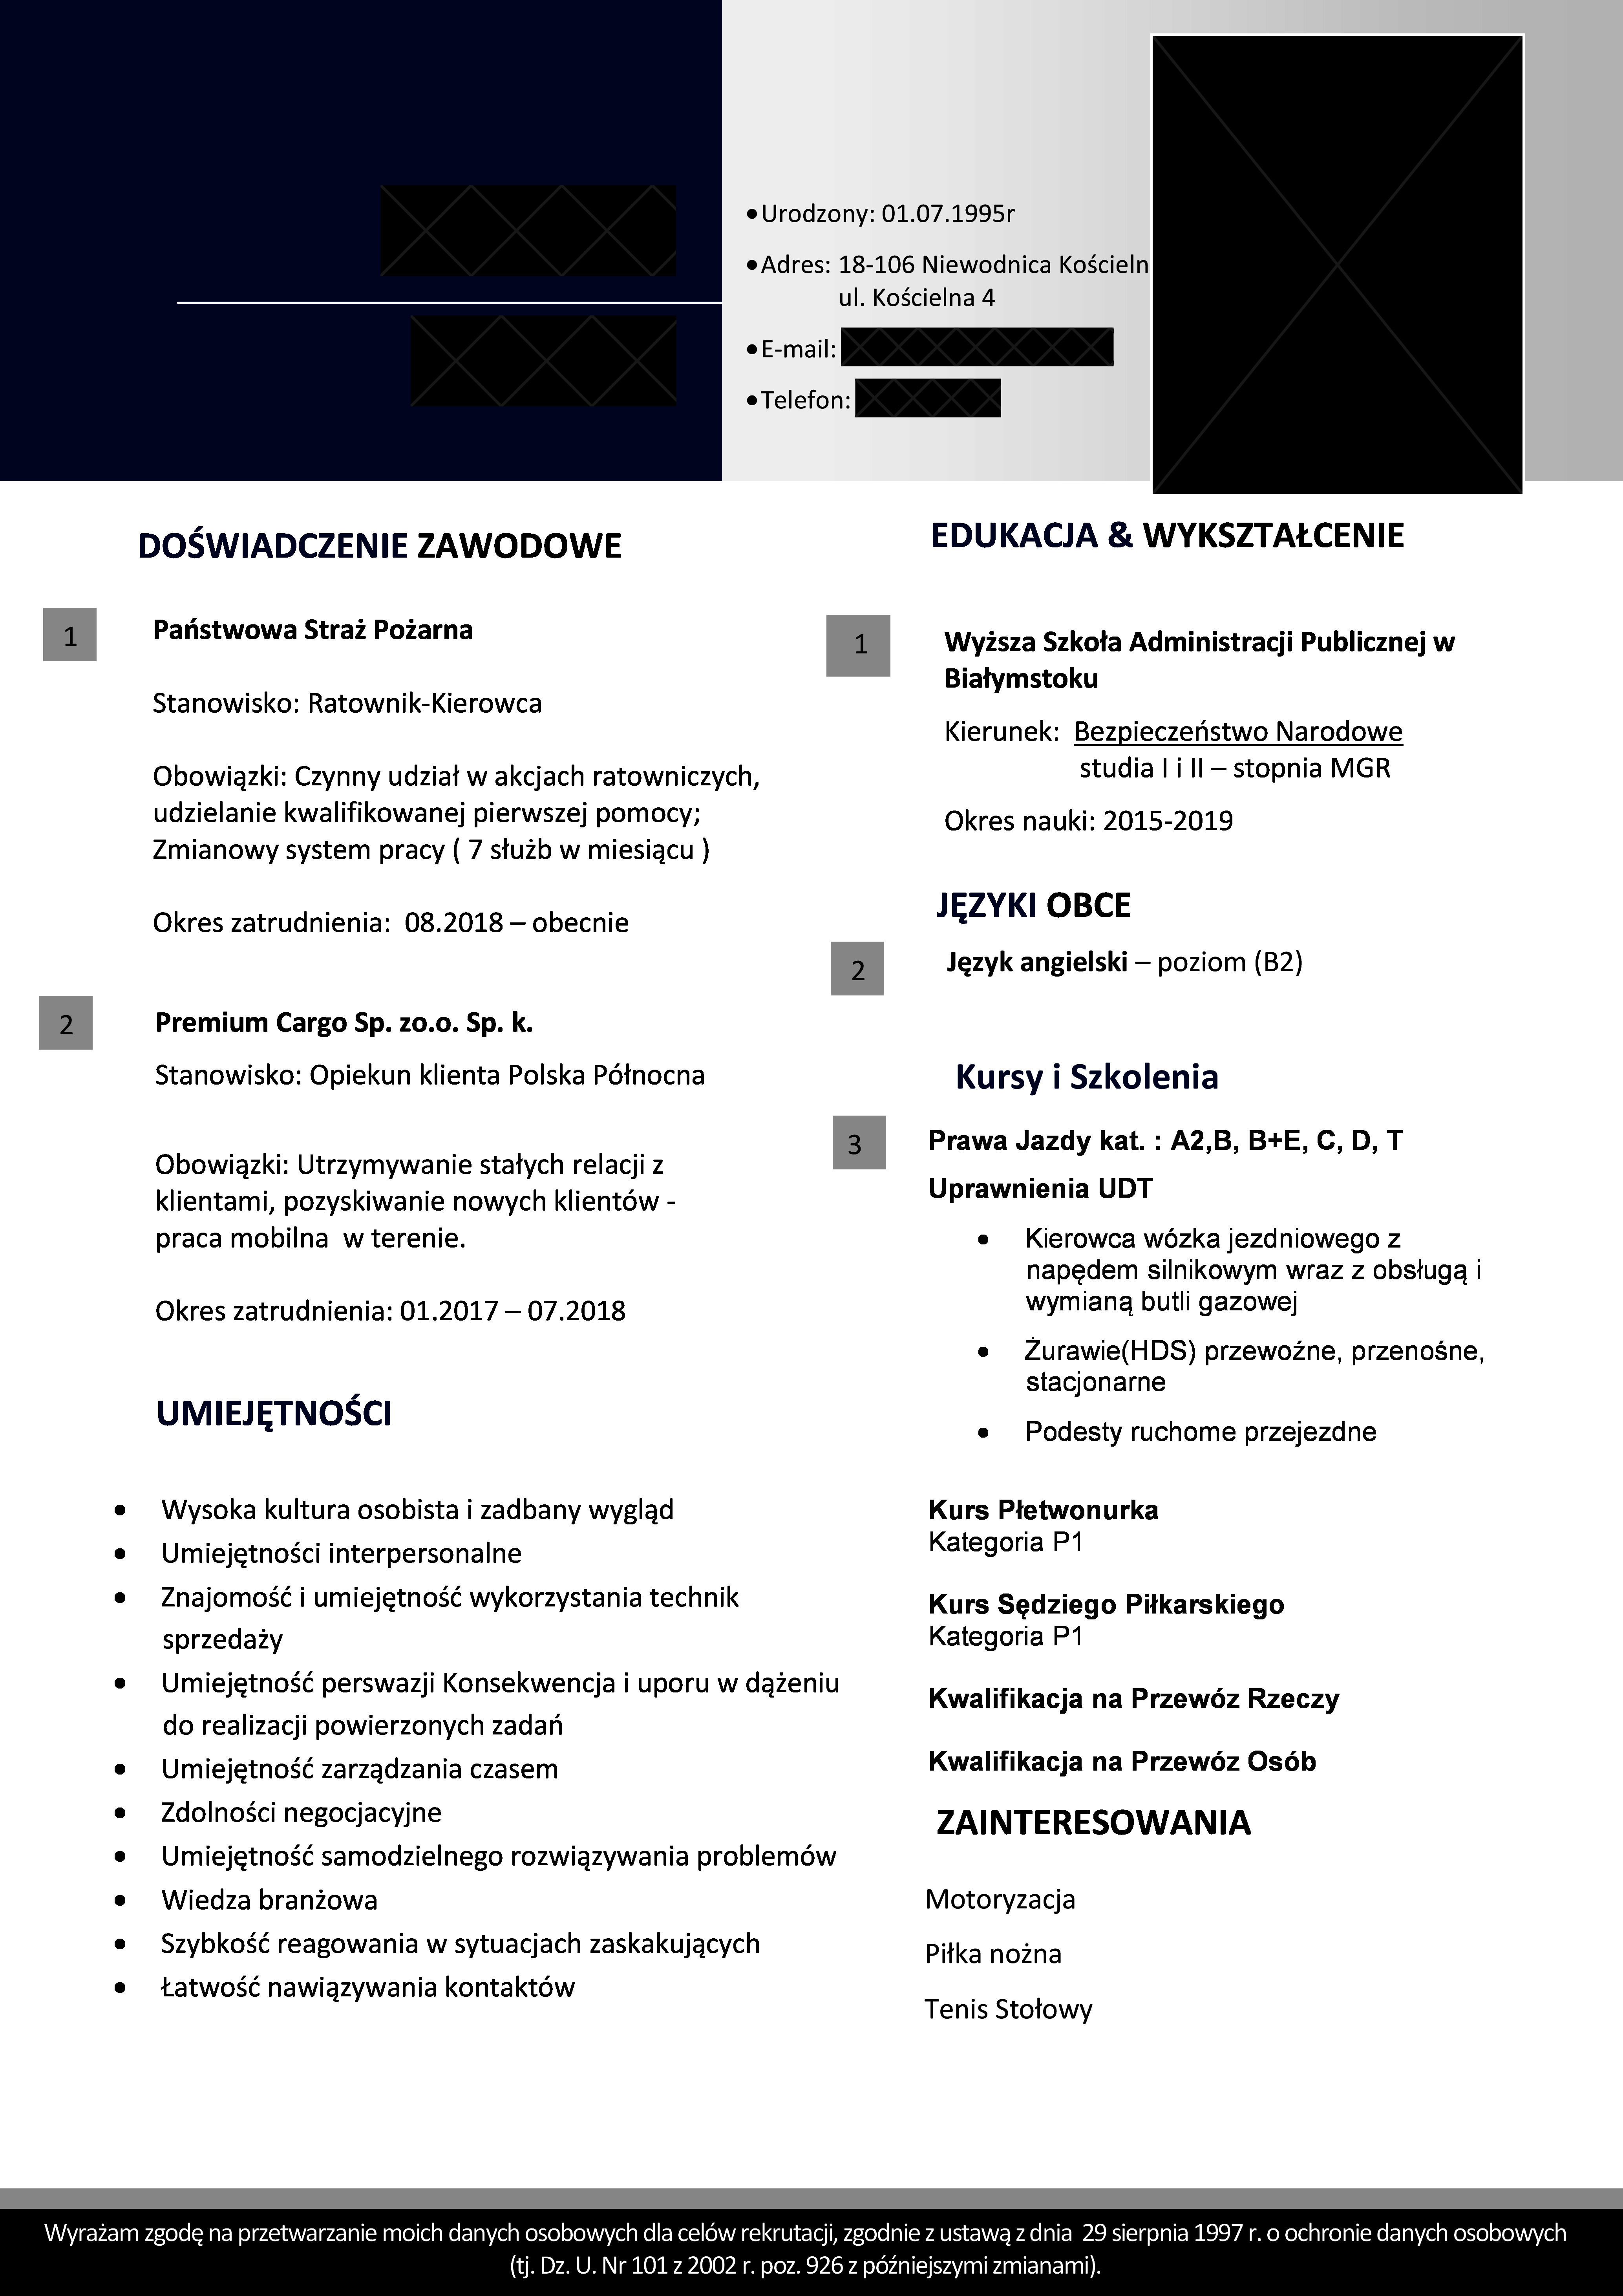 •Urodzony: 01.07.1995r
•Adres: 18-106 Niewodnica Kościeln
ul. Kościelna 4
•E-mail:
•Telefon:
DOŚWIADCZENIE ZAWODOWE
1
Państwowa Straż Pożarna
Stanowisko: Ratownik-Kierowca
Obowiązki: Czynny udział w akcjach ratowniczych,
udzielanie kwalifikowanej pierwszej pomocy;
Zmianowy system pracy ( 7 służb w miesiącu )
Okres zatrudnienia:  08.2018 – obecnie
2
Premium Cargo Sp. zo.o. Sp. k.
Stanowisko: Opiekun klienta Polska Północna
Obowiązki: Utrzymywanie stałych relacji z
klientami, pozyskiwanie nowych klientów -
praca mobilna  w terenie.
Okres zatrudnienia: 01.2017 – 07.2018
UMIEJĘTNOŚCI
• Wysoka kultura osobista i zadbany wygląd
• Umiejętności interpersonalne
• Znajomość i umiejętność wykorzystania technik
sprzedaży
• Umiejętność perswazji Konsekwencja i uporu w dążeniu
do realizacji powierzonych zadań
• Umiejętność zarządzania czasem
• Zdolności negocjacyjne
• Umiejętność samodzielnego rozwiązywania problemów
• Wiedza branżowa
• Szybkość reagowania w sytuacjach zaskakujących
• Łatwość nawiązywania kontaktów
EDUKACJA & WYKSZTAŁCENIE
1
Wyższa Szkoła Administracji Publicznej w
Białymstoku
Kierunek:  Bezpieczeństwo Narodowe
studia I i II – stopnia MGR
Okres nauki: 2015-2019
JĘZYKI OBCE
2
Język angielski – poziom (B2)
Kursy i Szkolenia
3
Prawa Jazdy kat. : A2,B, B+E, C, D, T
Uprawnienia UDT
• Kierowca wózka jezdniowego z
napędem silnikowym wraz z obsługą i
wymianą butli gazowej
• Żurawie(HDS) przewoźne, przenośne,
stacjonarne
• Podesty ruchome przejezdne
Kurs Płetwonurka
Kategoria P1
Kurs Sędziego Piłkarskiego
Kategoria P1
Kwalifikacja na Przewóz Rzeczy
Kwalifikacja na Przewóz Osób
ZAINTERESOWANIA
Motoryzacja
Piłka nożna
Tenis Stołowy
Wyrażam zgodę na przetwarzanie moich danych osobowych dla celów rekrutacji, zgodnie z ustawą z dnia  29 sierpnia 1997 r. o ochronie danych osobowych
(tj. Dz. U. Nr 101 z 2002 r. poz. 926 z późniejszymi zmianami).